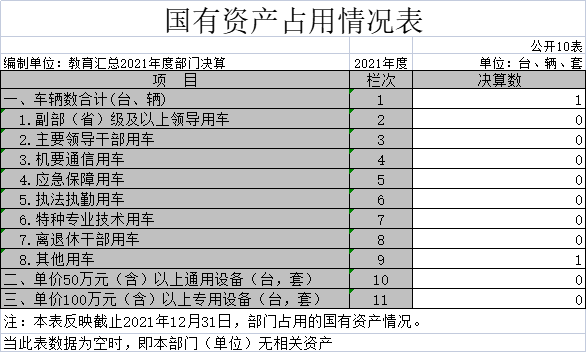 国有资产占用情况表
公开10表
编制单位：教育汇总2021年度部门决算 2021年度 单位：台、辆、套
项 目 栏次 决算数
一、车辆数合计(台、辆) 1 1
1.副部（省）级及以上领导用车 2 0
2.主要领导干部用车 3 0
3.机要通信用车 4 0
4.应急保障用车 5 0
5.执法执勤用车 6 0
6.特种专业技术用车 7 0
7.离退休干部用车 8 0
8.其他用车 9 1
二、单价50万元（含）以上通用设备（台，套） 10 0
三、单价100万元（含）以上专用设备（台，套） 11 0
注：本表反映截止2021年12月31日，部门占用的国有资产情况。
当此表数据为空时，即本部门（单位）无相关资产